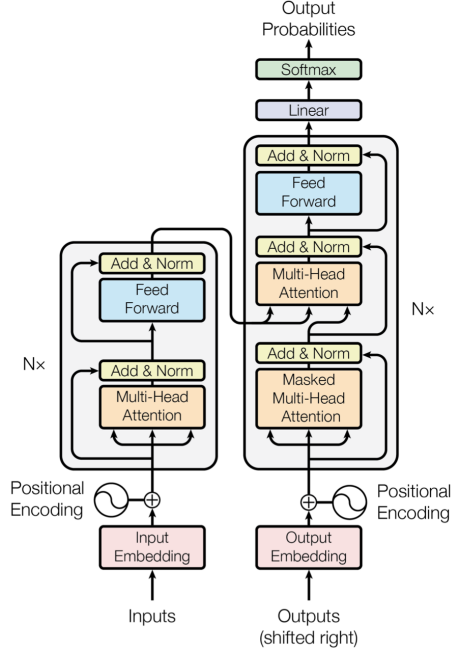 Output
Probabilities
Softmax
Linear
Add & Norm
Feed
Forward
Add & Norm
Multi-Head
Attention
Add & Norm
Masked
Multi-Head
Attention
N×
Add & Norm
Feed
Forward
Add & Norm
Multi-Head
Attention
N×
Positional
Encoding
Positional
Encoding
Input
Embedding
Output
Embedding
Inputs
Outputs
(shifted right)